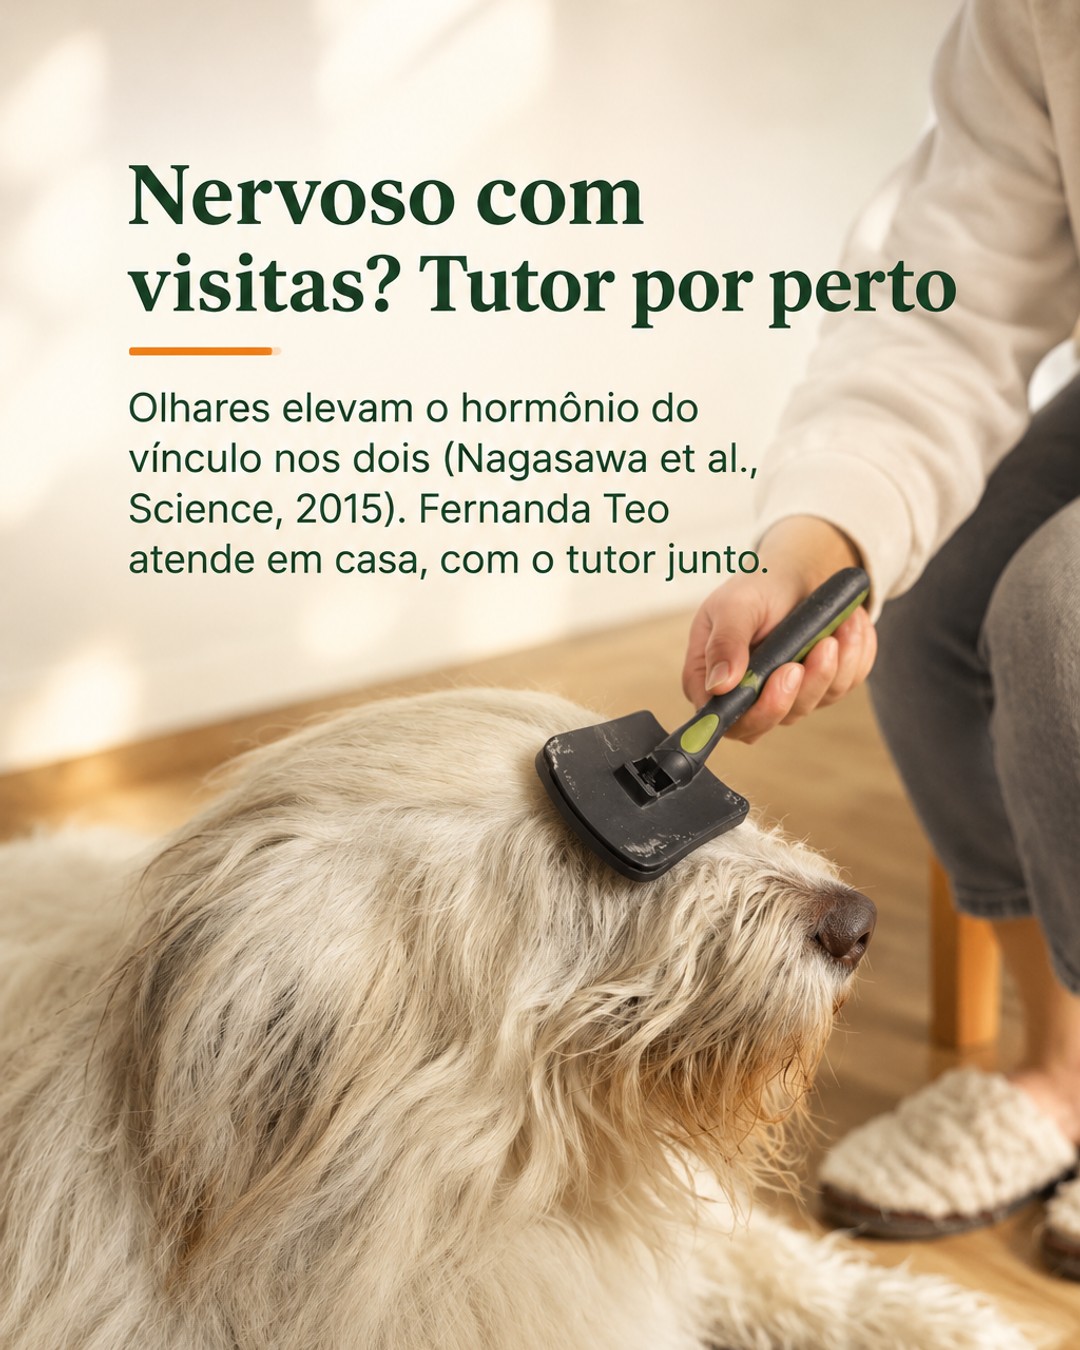 Nervoso com
visitas? Tutor por perto
Olhares elevam o hormônio do
vínculo nos dois (Nagasawa et al.,
Science, 2015). Fernanda Teo
atende em casa, com o tutor junto.